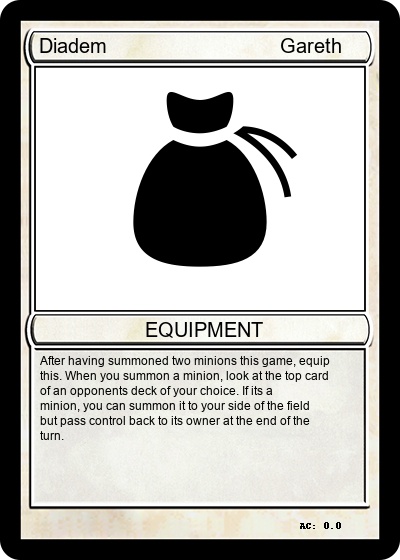 Diadem Gareth
EQUIPMENT
After having summoned two minions this game, equip
this. When you summon a minion, look at the top card
of an opponents deck of your choice. If its a
minion, you can summon it to your side of the field
but pass control back to its owner at the end of the
turn.
AC: 0.0